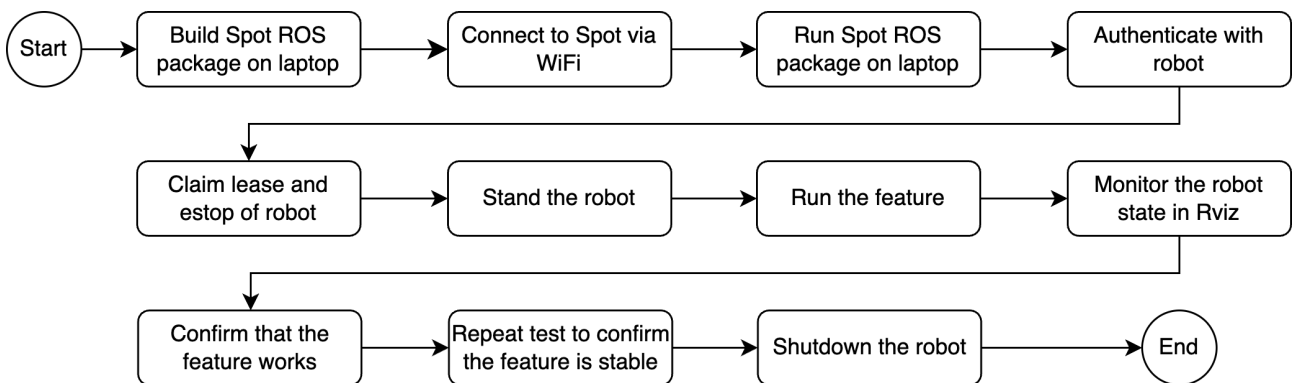 Start
Build Spot ROS
package on laptop
Connect to Spot via
WiFi
Run Spot ROS
package on laptop
Authenticate with
robot
Claim lease and
estop of robot
Stand the robot
Run the feature
Monitor the robot
state in Rviz
Confirm that the
feature works
Repeat test to confirm
the feature is stable
Shutdown the robot
End